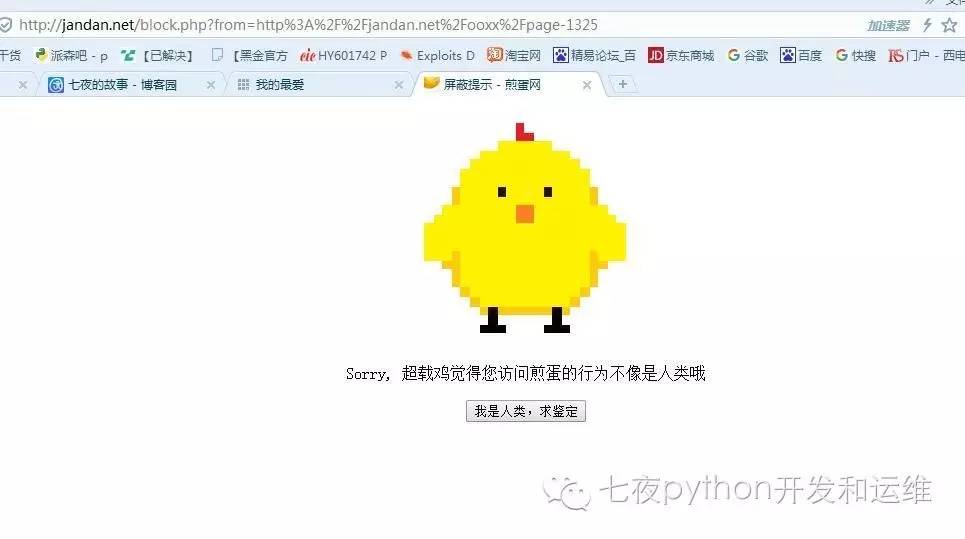 http://jandan.net/block.php?from=http%3A%2F%2Fjandan.net%2Fooxx%2Fpage-1325
加速器
干货 派森吧 - p 【已解决】 【黑金官方 eic HY601742 P Exploits D 淘 淘宝网 精易论坛_百 JD 京东商城 G 谷歌 百度 G 快搜 门户 - 西电
七夜的故事 - 博客园 我的最爱 屏蔽提示 - 煎蛋网
Sorry, 超载鸡觉得您访问煎蛋的行为不像是人类哦
我是人类，求鉴定
七夜python开发和运维